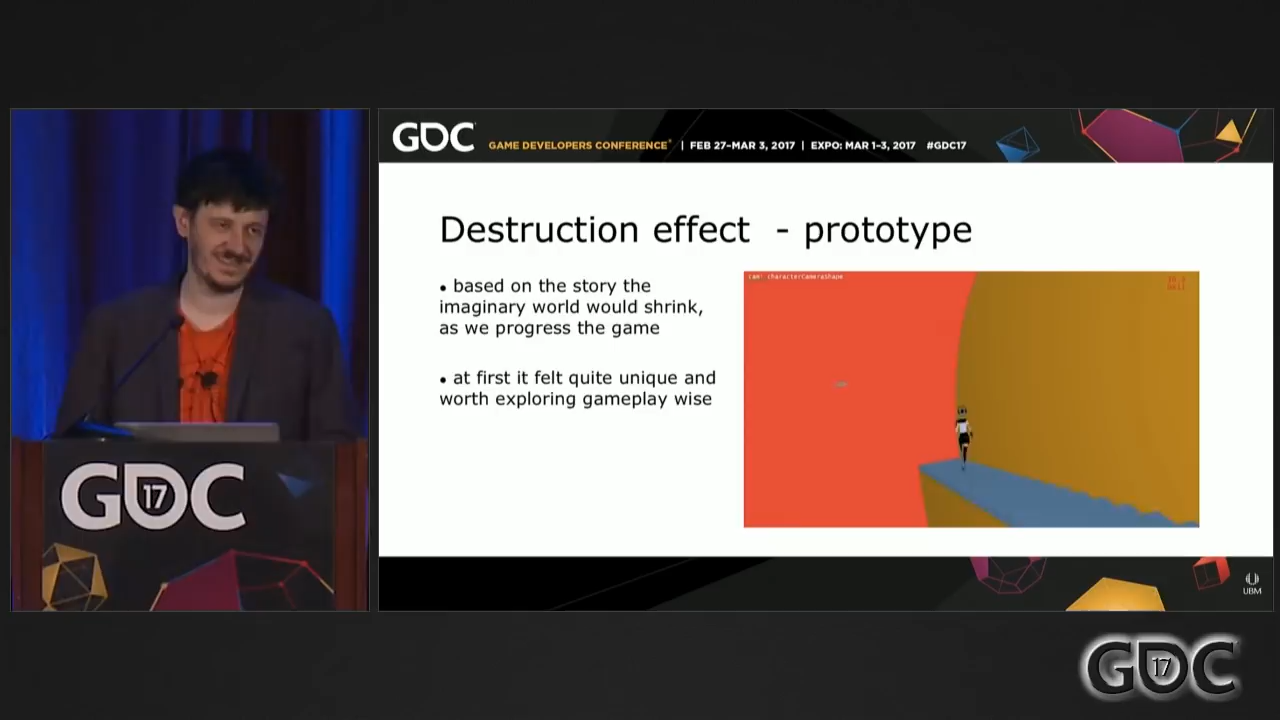 GDC
GAME DEVELOPERS CONFERENCE® | FEB 27–MAR 3, 2017 | EXPO: MAR 1–3, 2017 #GDC17
Destruction effect - prototype
• based on the story the
imaginary world would shrink,
as we progress the game
• at first it felt quite unique and
worth exploring gameplay wise
cam: characterCameraShape
GDC
17
UBM
GDC
17